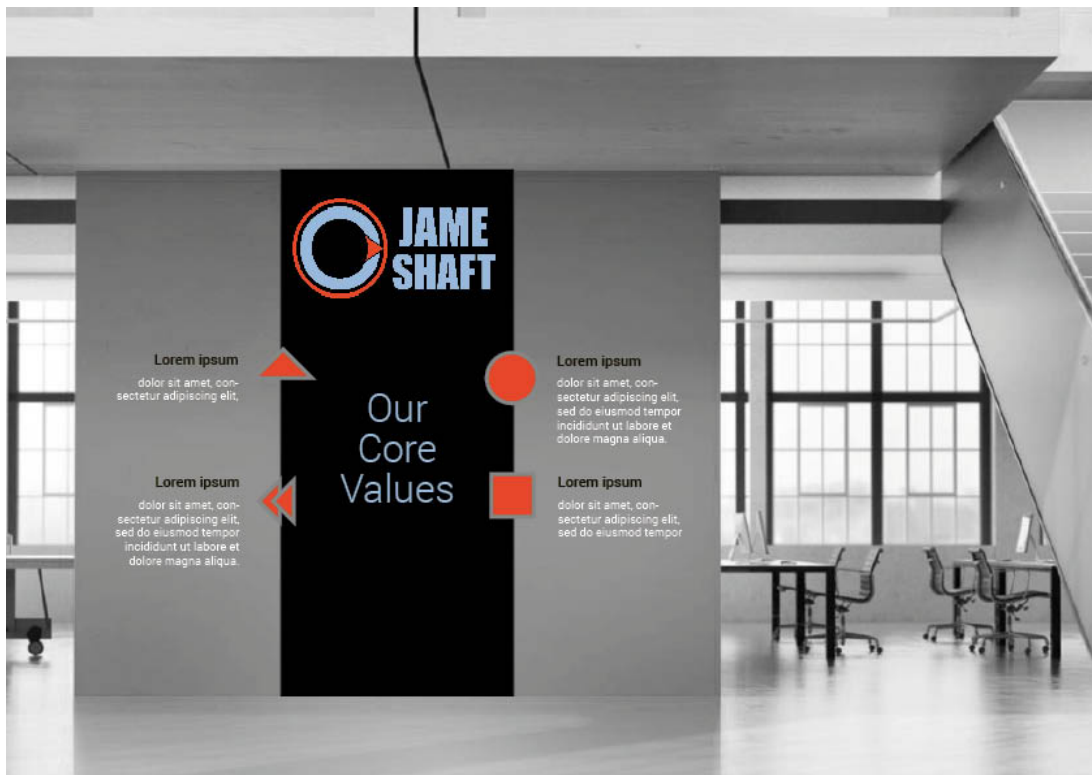 JAME
SHAFT
Lorem ipsum
dolor sit amet, con-
sectetur adipiscing elit,
Lorem ipsum
dolor sit amet, con-
sectetur adipiscing elit,
sed do eiusmod tempor
incididunt ut labore et
dolore magna aliqua.
Our
Core
Values
Lorem ipsum
dolor sit amet, con-
sectetur adipiscing elit,
sed do eiusmod tempor
incididunt ut labore et
dolore magna aliqua.
Lorem ipsum
dolor sit amet, con-
sectetur adipiscing elit,
sed do eiusmod tempor